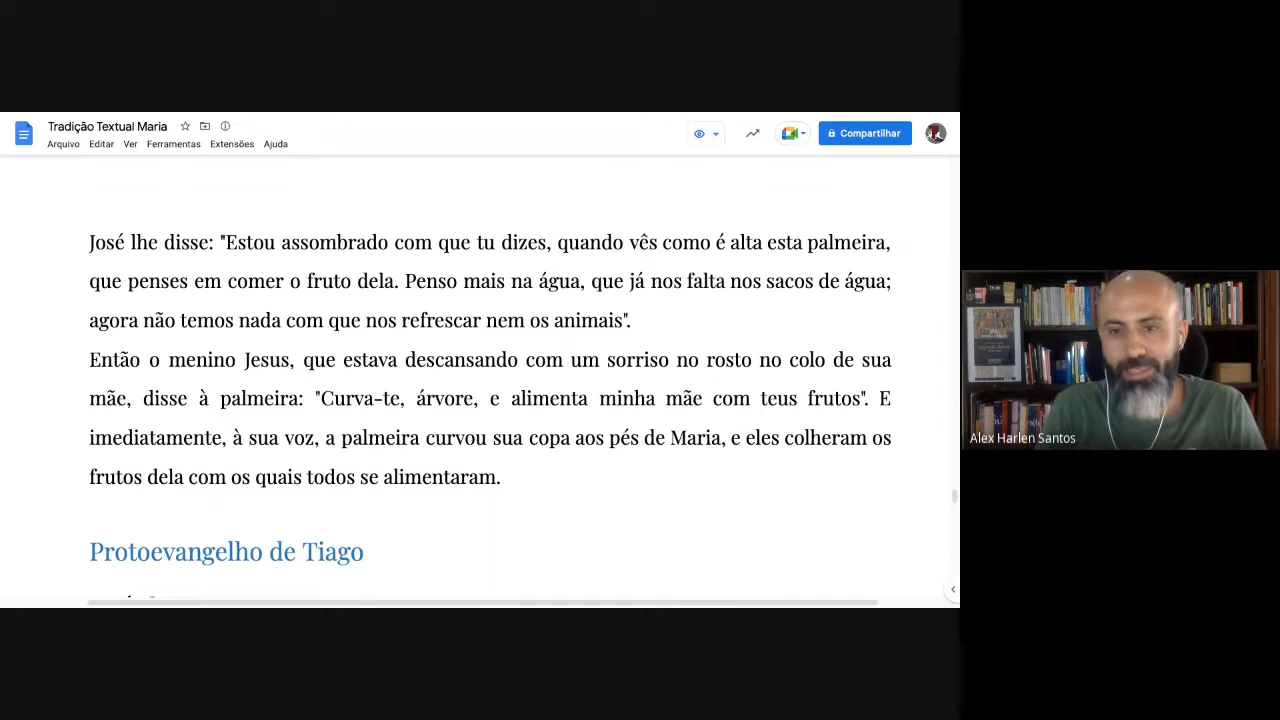 Tradição Textual Maria
Arquivo Editar Ver Ferramentas Extensões Ajuda
Compartilhar
José lhe disse: "Estou assombrado com que tu dizes, quando vês como é alta esta palmeira,
que penses em comer o fruto dela. Penso mais na água, que já nos falta nos sacos de água;
agora não temos nada com que nos refrescar nem os animais".
Então o menino Jesus, que estava descansando com um sorriso no rosto no colo de sua
mãe, disse à palmeira: "Curva-te, árvore, e alimenta minha mãe com teus frutos". E
imediatamente, à sua voz, a palmeira curvou sua copa aos pés de Maria, e eles colheram os
frutos dela com os quais todos se alimentaram.
Protoevangelho de Tiago
Alex Harlen Santos